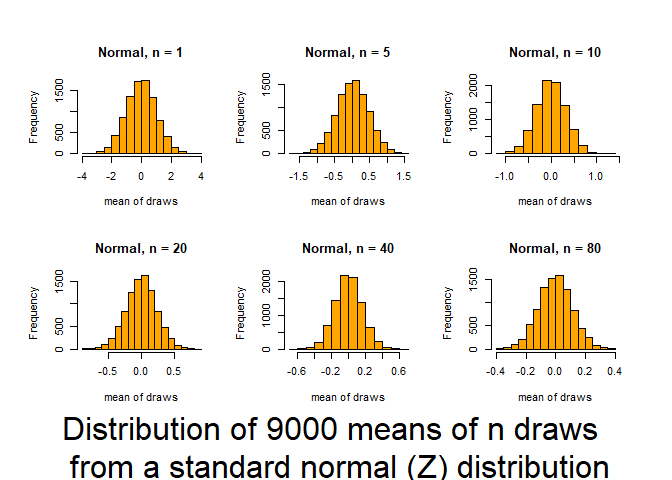 Normal, n = 1
Frequency
500
1500
0
-4 -2 0 2 4
mean of draws
Normal, n = 5
Frequency
0 500 1500
-1.5 -0.5 0.5 1.5
mean of draws
Normal, n = 10
Frequency
0 1000 2000
-1.0 0.0 1.0
mean of draws
Normal, n = 20
Frequency
0 500 1500
-0.5 0.0 0.5
mean of draws
Normal, n = 40
Frequency
0 1000 2000
-0.6 -0.2 0.2 0.6
mean of draws
Normal, n = 80
Frequency
0 500 1500
-0.4 0.0 0.2 0.4
mean of draws
Distribution of 9000 means of n draws
from a standard normal (Z) distribution